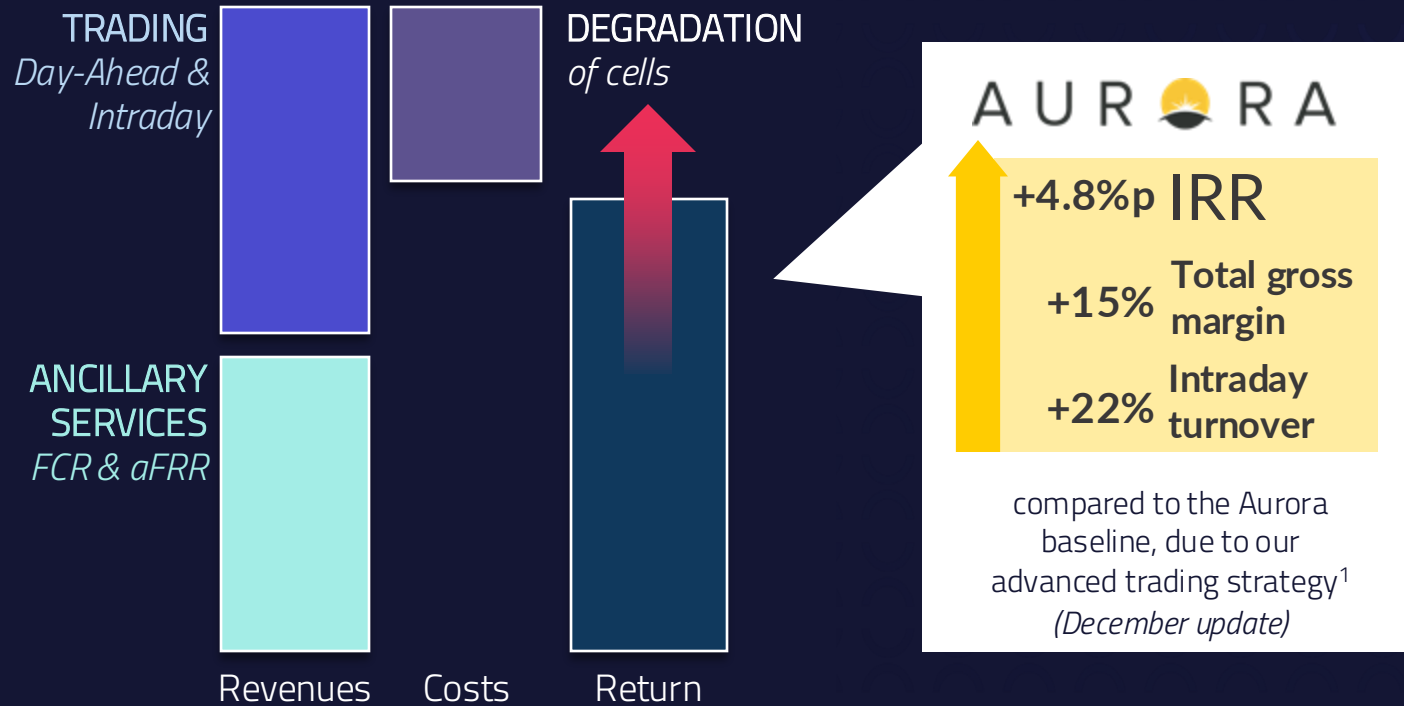 TRADING
Day-Ahead &
Intraday
ANCILLARY
SERVICES
FCR & aFRR
DEGRADATION
of cells
Revenues
Costs
Return
AURORA
+4.8%p IRR
+15% Total gross
margin
+22% Intraday
turnover
compared to the Aurora
baseline, due to our
advanced trading strategy¹
(December update)